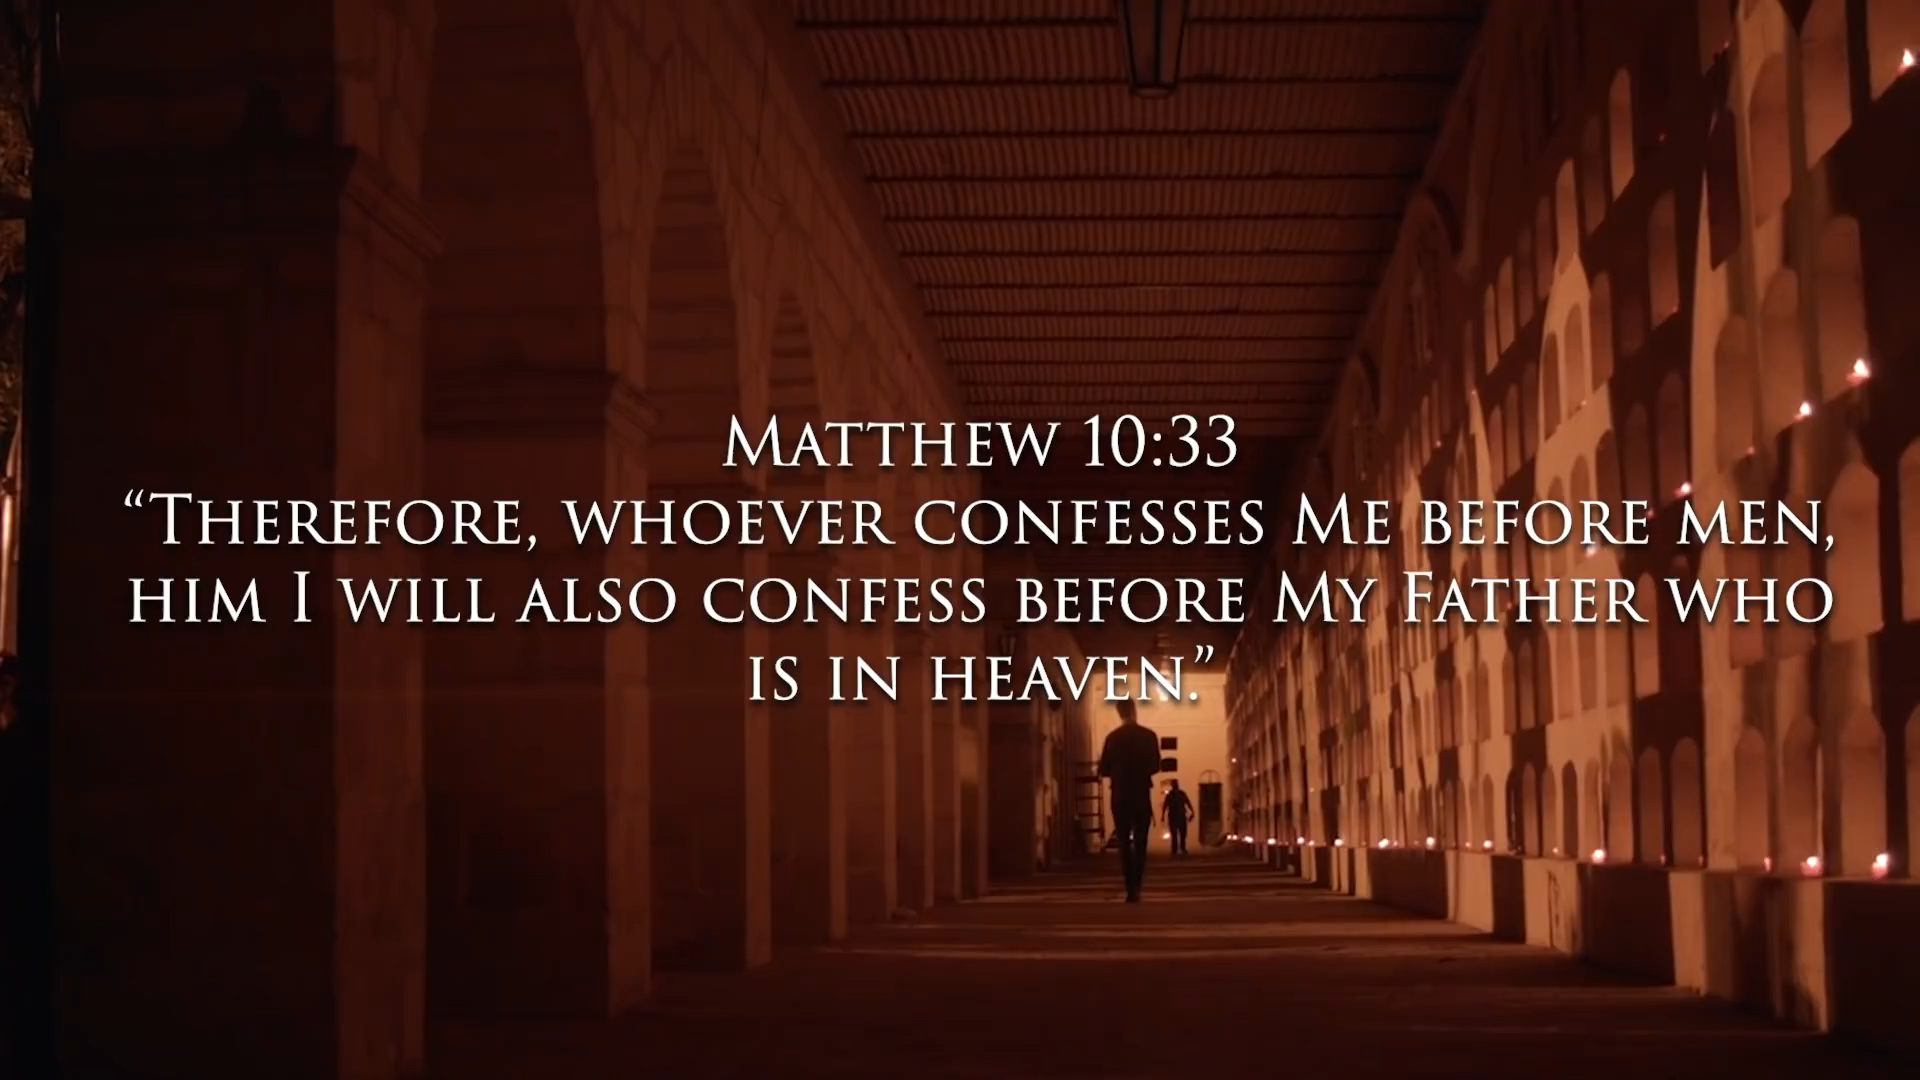 Matthew 10:33
“Therefore, whoever confesses Me before men,
him I will also confess before My Father who
is in heaven.”